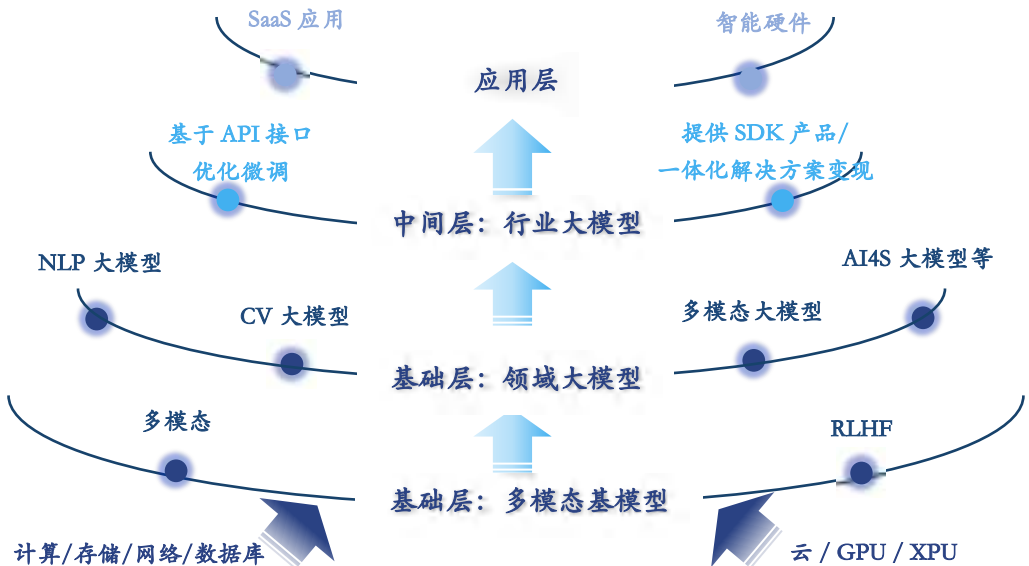 SaaS 应用
智能硬件
应用层
基于 API 接口
优化微调
提供 SDK 产品/
一体化解决方案变现
中间层：行业大模型
NLP 大模型
AI4S 大模型等
CV 大模型
多模态大模型
基础层：领域大模型
多模态
RLHF
基础层：多模态基模型
计算/存储/网络/数据库
云 / GPU / XPU